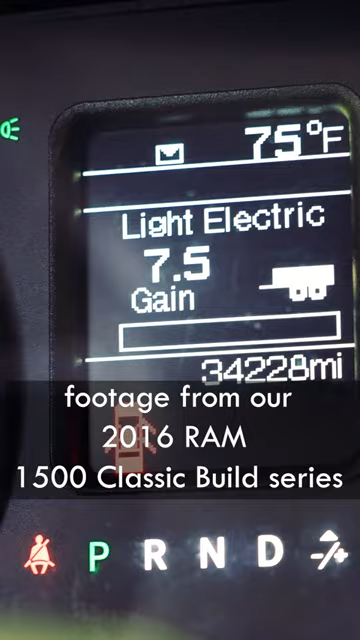 75°F
Light Electric
7.5
Gain
34228mi
footage from our
2016 RAM
1500 Classic Build series
P R N D